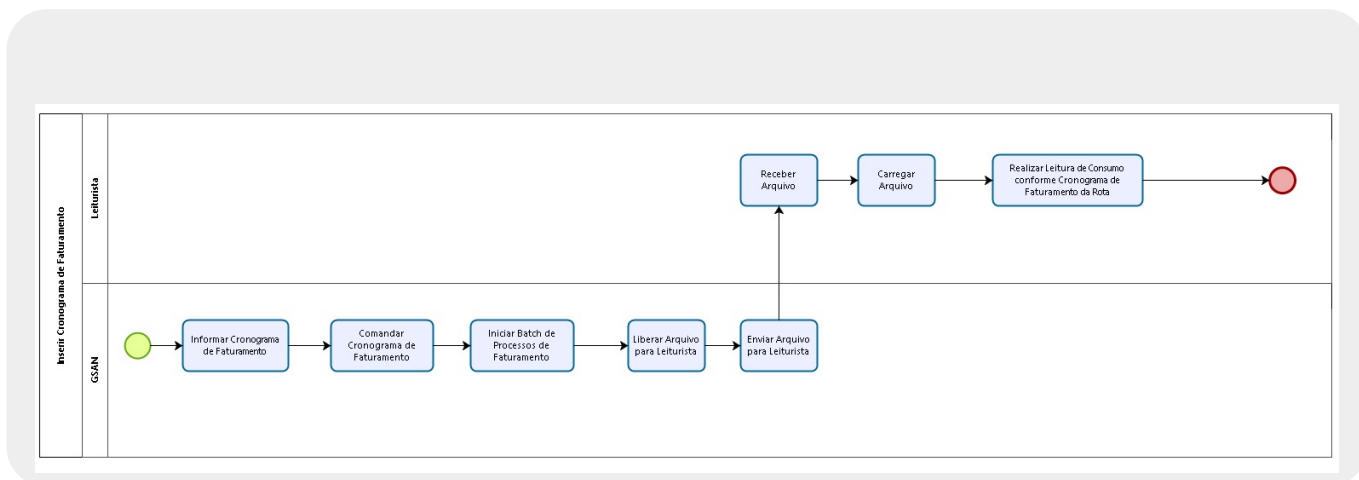 Inserir Cronograma de Faturamento
Leiturista
Receber
Arquivo
Carregar
Arquivo
Realizar Leitura de Consumo
conforme Cronograma de
Faturamento da Rota
GSAN
Informar Cronograma
de Faturamento
Comandar
Cronograma de
Faturamento
Iniciar Batch de
Processos de
Faturamento
Liberar Arquivo
para Leiturista
Enviar Arquivo
para Leiturista